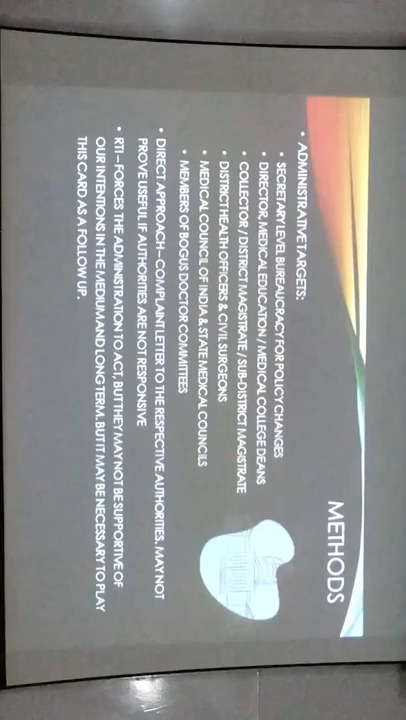 METHODS
• ADMINISTRATIVE TARGETS:
• SECRETARY LEVEL BUREAUCRACY FOR POLICY CHANGES
• DIRECTOR, MEDICAL EDUCATION / MEDICAL COLLEGE DEANS
• COLLECTOR / DISTRICT MAGISTRATE / SUB-DISTRICT MAGISTRATE
• DISTRICT HEALTH OFFICERS & CIVIL SURGEONS
• MEDICAL COUNCIL OF INDIA & STATE MEDICAL COUNCILS
• MEMBERS OF BOGUS DOCTOR COMMITTEES
• DIRECT APPROACH – COMPLAINT LETTER TO THE RESPECTIVE AUTHORITIES. MAY NOT
PROVE USEFUL IF AUTHORITIES ARE NOT RESPONSIVE
• RTI – FORCES THE ADMINISTRATION TO ACT, BUT THEY MAY NOT BE SUPPORTIVE OF
OUR INTENTIONS IN THE MEDIUM AND LONG TERM. BUT IT MAY BE NECESSARY TO PLAY
THIS CARD AS A FOLLOW UP.